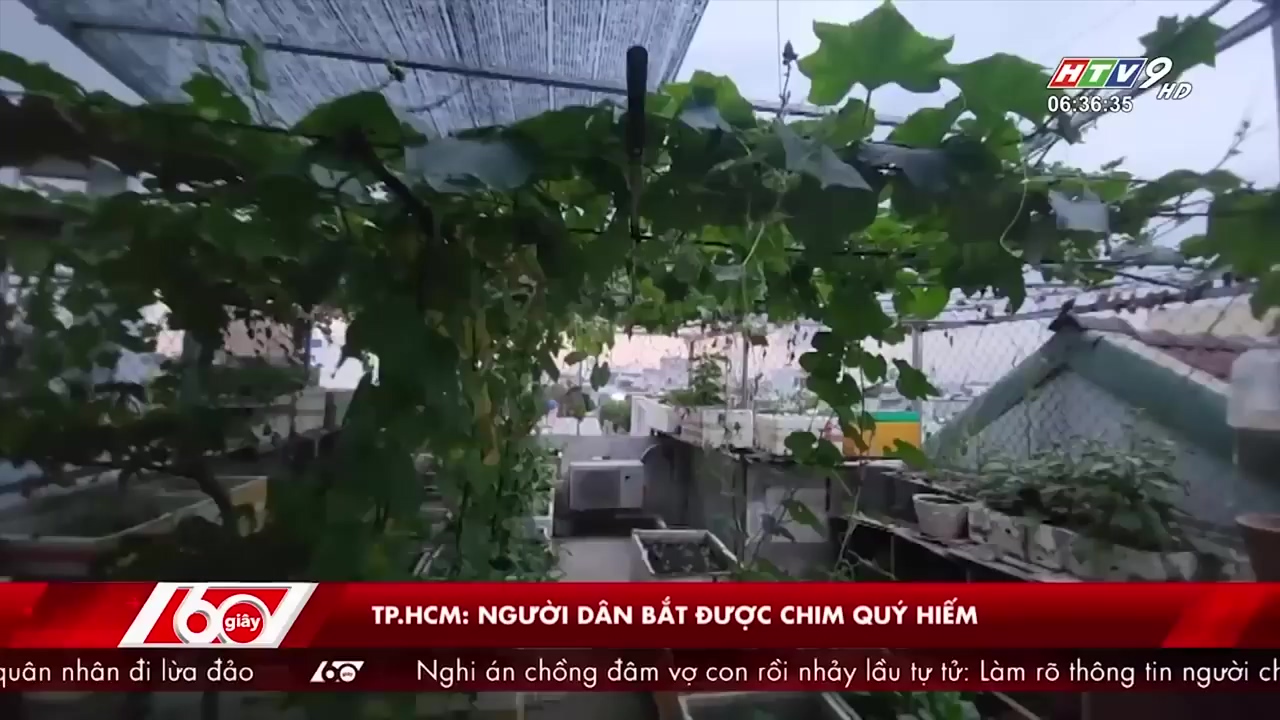 HTV9 HD
06:36:35
60 giây
TP.HCM: NGƯỜI DÂN BẮT ĐƯỢC CHIM QUÝ HIẾM
quân nhân đi lừa đảo 60 giây Nghi án chồng đâm vợ con rồi nhảy lầu tự tử: Làm rõ thông tin người